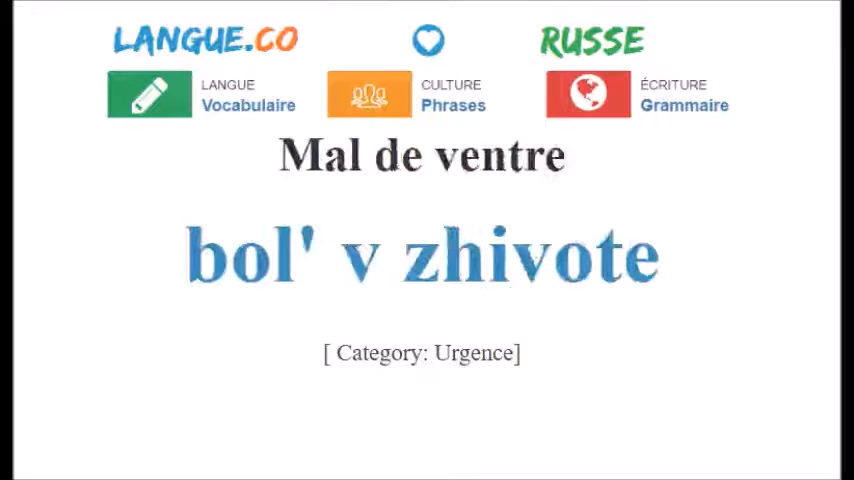 LANGUE.CO RUSSE
LANGUE
Vocabulaire
CULTURE
Phrases
ÉCRITURE
Grammaire
Mal de ventre
bol' v zhivote
[ Category: Urgence]